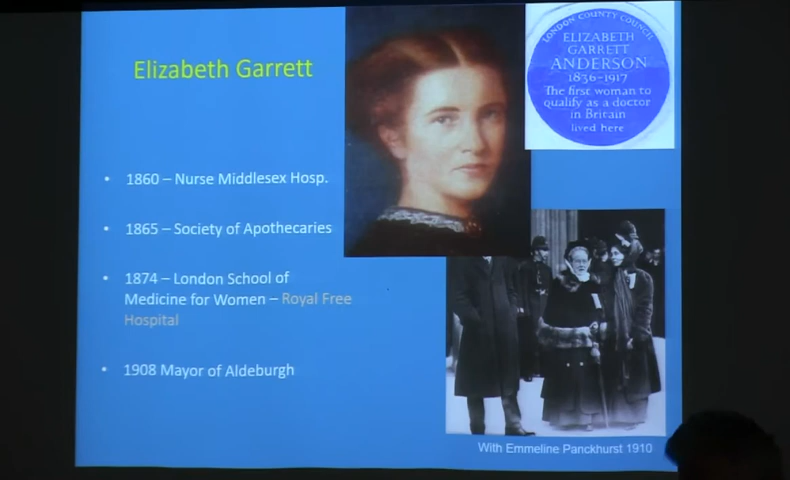 Elizabeth Garrett
LONDON COUNTY COUNCIL
ELIZABETH
GARRETT
ANDERSON
1836-1917
The first woman to
qualify as a doctor
in Britain
lived here
• 1860 – Nurse Middlesex Hosp.
• 1865 – Society of Apothecaries
• 1874 – London School of
Medicine for Women – Royal Free
Hospital
• 1908 Mayor of Aldeburgh
With Emmeline Panckhurst 1910